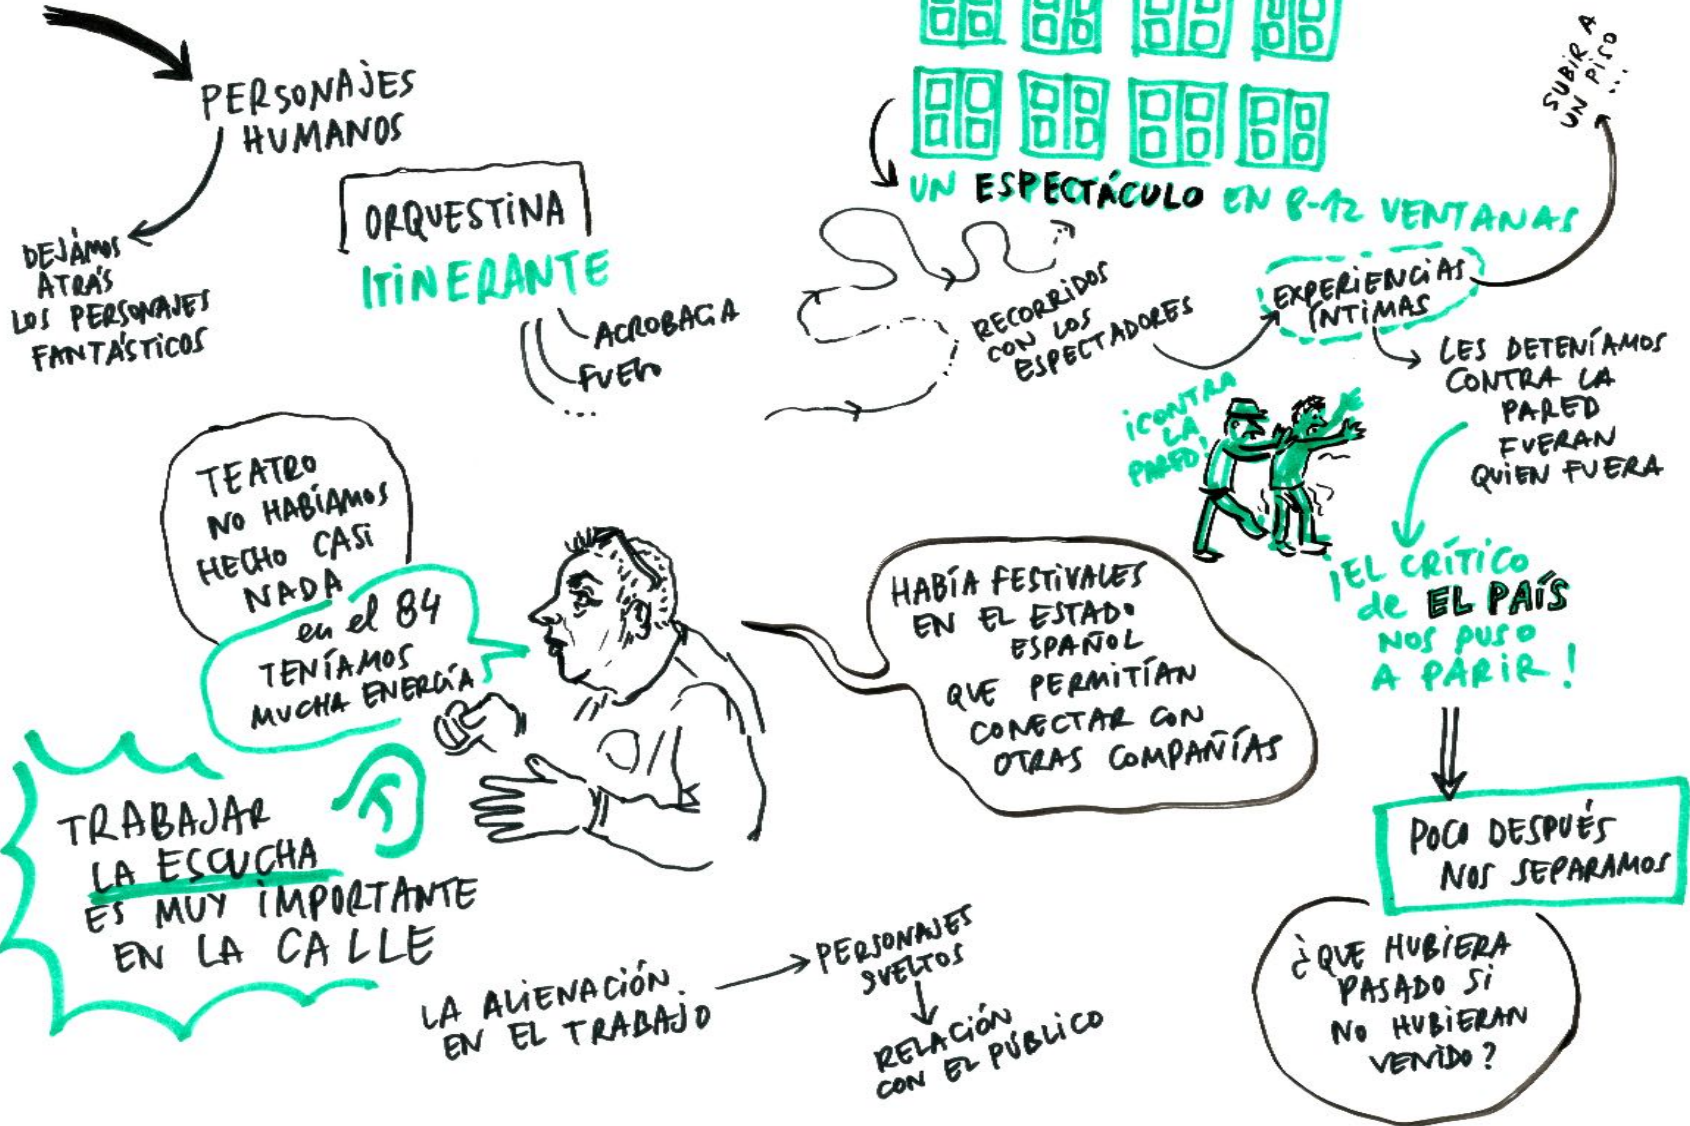 PERSONAJES
HUMANOS
DEJÁMOS
ATRÁS
LOS PERSONAJES
FANTÁSTICOS
ORQUESTINA
ITINERANTE
ACROBACIA
FUEGO
...
UN ESPECTÁCULO EN 8-12 VENTANAS
RECORRIDOS
CON LOS
ESPECTADORES
EXPERIENCIAS
ÍNTIMAS
SUBIR A
UN PISO
...
LES DETENÍAMOS
CONTRA LA
PARED
FUERAN
QUIEN FUERA
¡CONTRA
LA
PARED!
¡EL CRÍTICO
de EL PAÍS
NOS PUSO
A PARIR!
POCO DESPUÉS
NOS SEPARAMOS
¿QUE HUBIERA
PASADO SI
NO HUBIERAN
VENIDO?
TEATRO
NO HABÍAMOS
HECHO CASI
NADA
en el 84
TENÍAMOS
MUCHA ENERGÍA
HABÍA FESTIVALES
EN EL ESTADO
ESPAÑOL
QUE PERMITÍAN
CONECTAR CON
OTRAS COMPAÑÍAS
TRABAJAR
LA ESCUCHA
ES MUY IMPORTANTE
EN LA CALLE
LA ALIENACIÓN
EN EL TRABAJO
PERSONAJES
SUELTOS
RELACIÓN
CON EL PÚBLICO